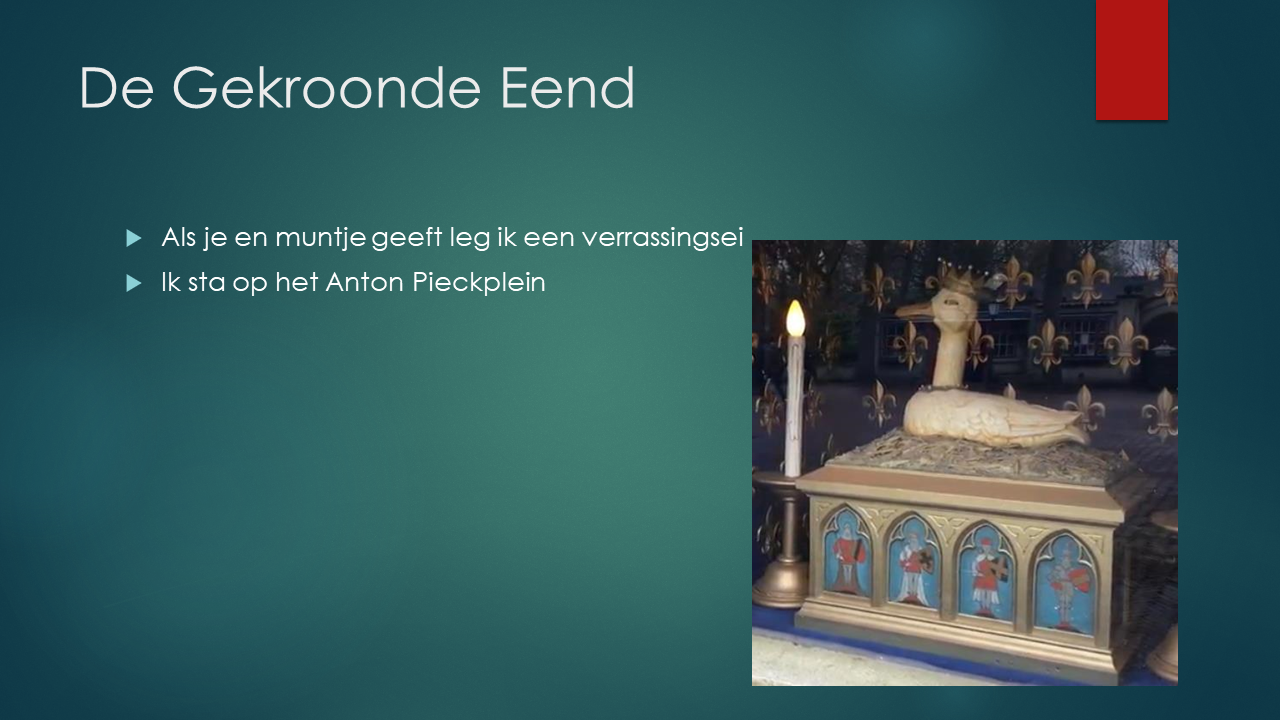 De Gekroonde Eend
Als je en muntje geeft leg ik een verrassingsei
Ik sta op het Anton Pieckplein